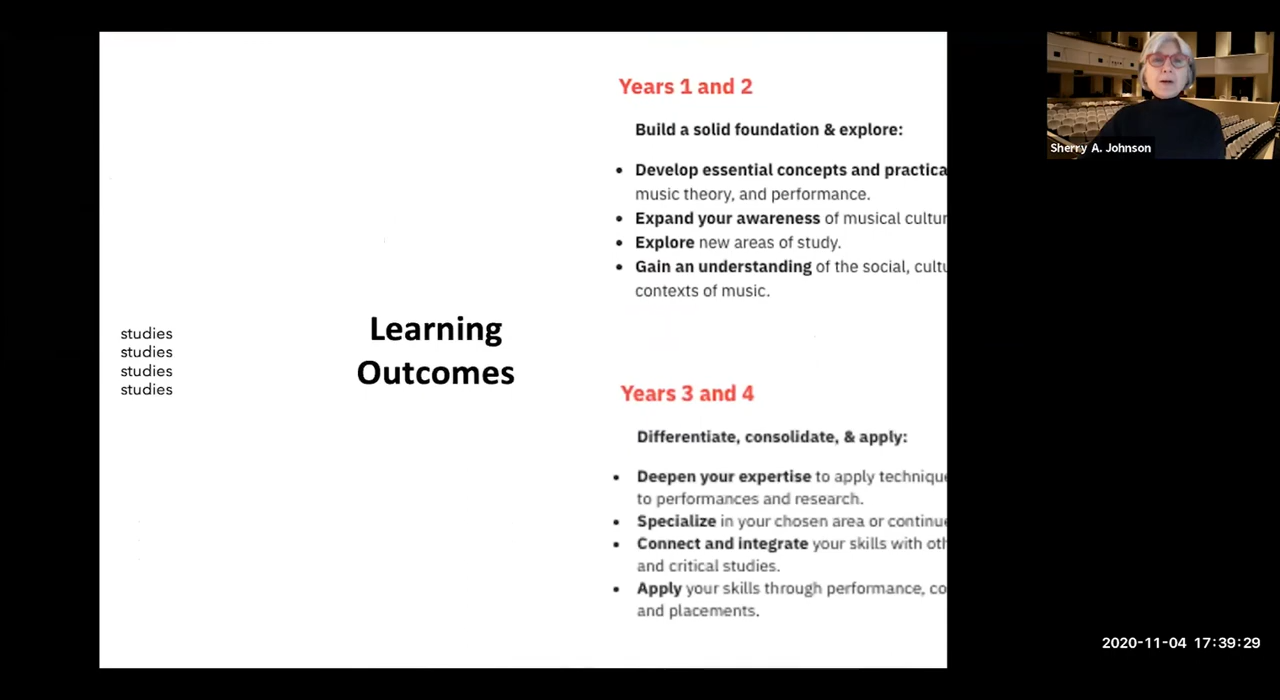 studies
studies
studies
studies
Learning
Outcomes
Years 1 and 2
Build a solid foundation & explore:
• Develop essential concepts and practica
music theory, and performance.
• Expand your awareness of musical cultur
• Explore new areas of study.
• Gain an understanding of the social, cultu
contexts of music.
Years 3 and 4
Differentiate, consolidate, & apply:
• Deepen your expertise to apply technique
to performances and research.
• Specialize in your chosen area or continue
• Connect and integrate your skills with oth
and critical studies.
• Apply your skills through performance, co
and placements.
Sherry A. Johnson
2020-11-04 17:39:29